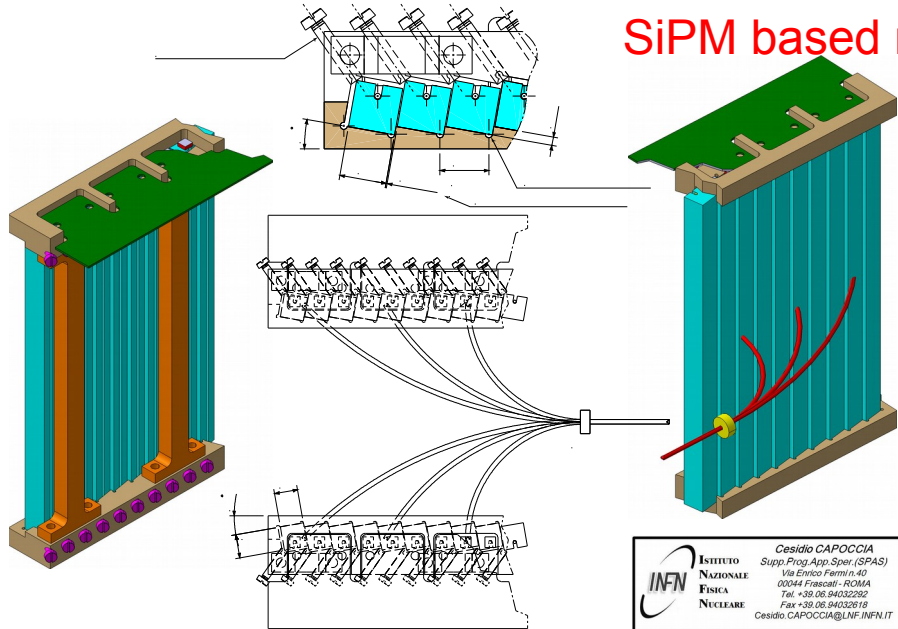 SiPM based
INFN
ISTITUTO
NAZIONALE
FISICA
NUCLEARE
Cesidio CAPOCCIA
Supp.Prog.App.Sper.(SPAS)
Via Enrico Fermi n.40
00044 Frascati - ROMA
Tel. +39.06.94032292
Fax +39.06.94032618
Cesidio.CAPOCCIA@LNF.INFN.IT